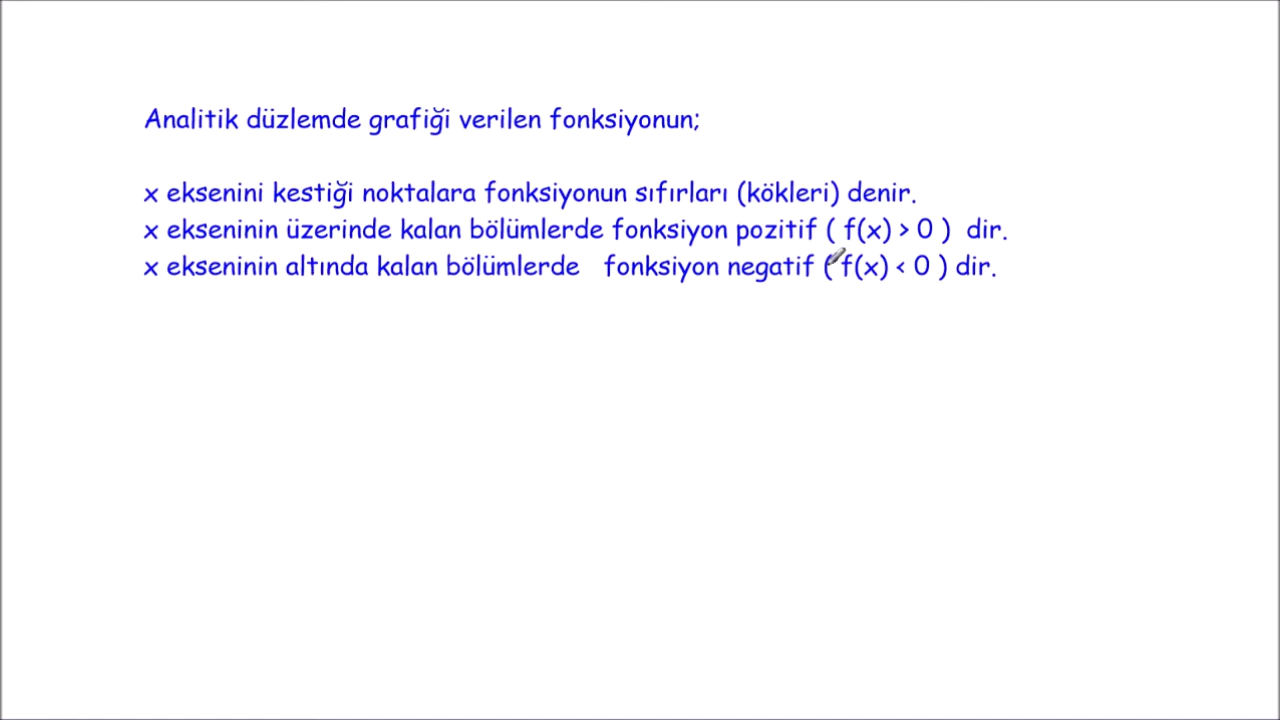 Analitik düzlemde grafiği verilen fonksiyonun;
x eksenini kestiği noktalara fonksiyonun sıfırları (kökleri) denir.
x ekseninin üzerinde kalan bölümlerde fonksiyon pozitif ( f(x) > 0 ) dir.
x ekseninin altında kalan bölümlerde fonksiyon negatif ( f(x) < 0 ) dir.